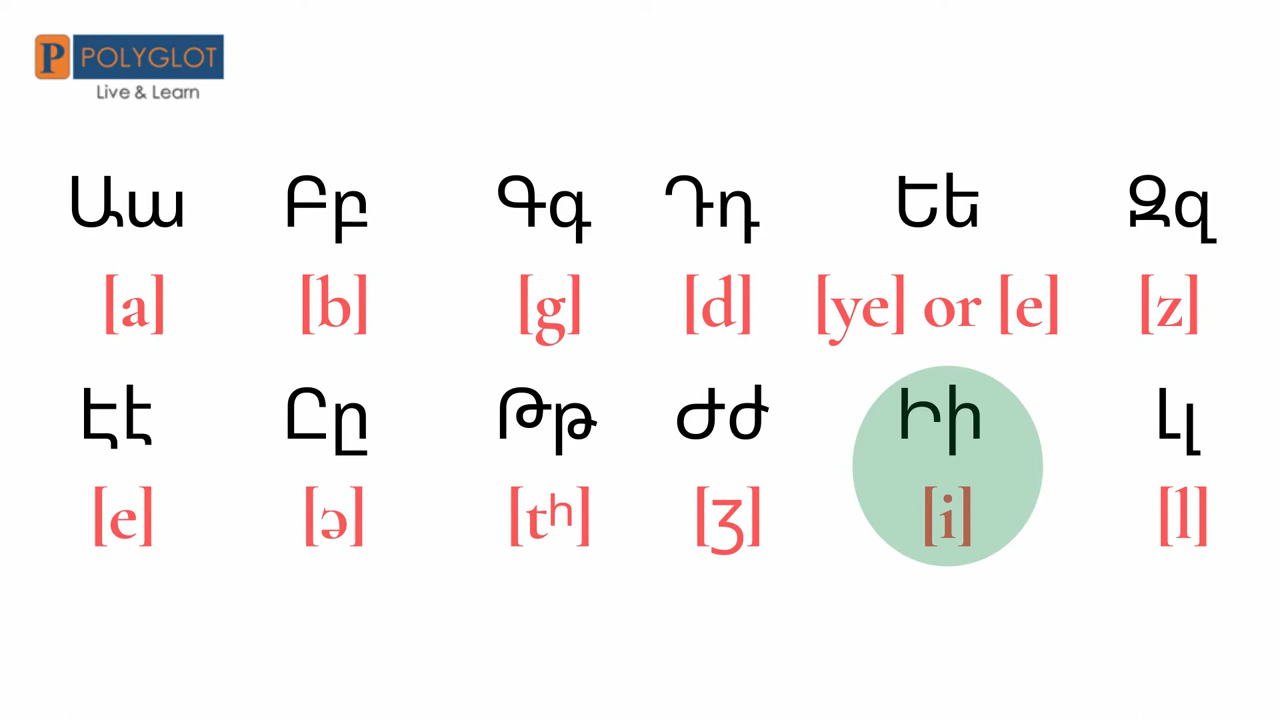 P POLYGLOT
Live & Learn
Աա Բբ Գգ Դդ Եե Զզ
[a] [b] [g] [d] [ye] or [e] [z]
Էէ Ըը Թթ Ժժ Իի Լլ
[e] [ə] [tʰ] [ʒ] [i] [l]